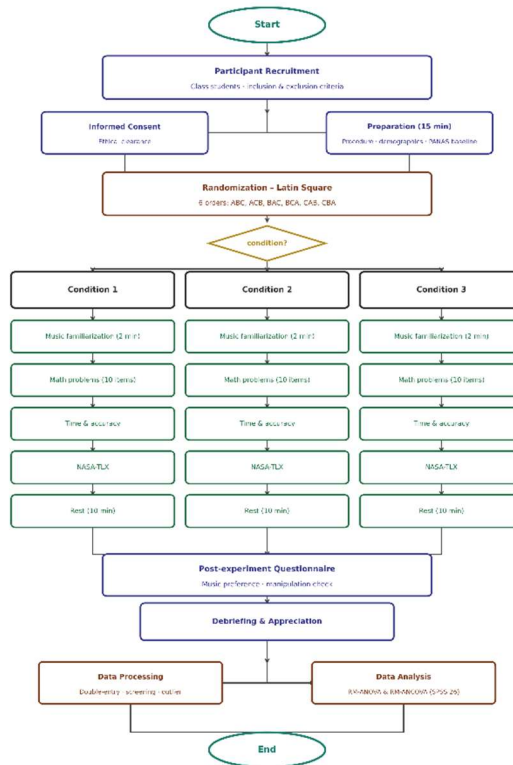 Start
Participant Recruitment
Class students · inclusion & exclusion criteria
Informed Consent
Ethical clearance
Preparation (15 min)
Procedure · demographics · PANAS baseline
Randomization – Latin Square
6 orders: ABC, ACB, BAC, BCA, CAB, CBA
condition?
Condition 1
Condition 2
Condition 3
Music familiarization (2 min)
Music familiarization (2 min)
Music familiarization (2 min)
Math problems (10 items)
Math problems (10 items)
Math problems (10 items)
Time & accuracy
Time & accuracy
Time & accuracy
NASA-TLX
NASA-TLX
NASA-TLX
Rest (10 min)
Rest (10 min)
Rest (10 min)
Post-experiment Questionnaire
Music preference · manipulation check
Debriefing & Appreciation
Data Processing
Double-entry · screening · outlier
Data Analysis
RM-ANOVA & RM-ANCOVA (SPSS 26)
End